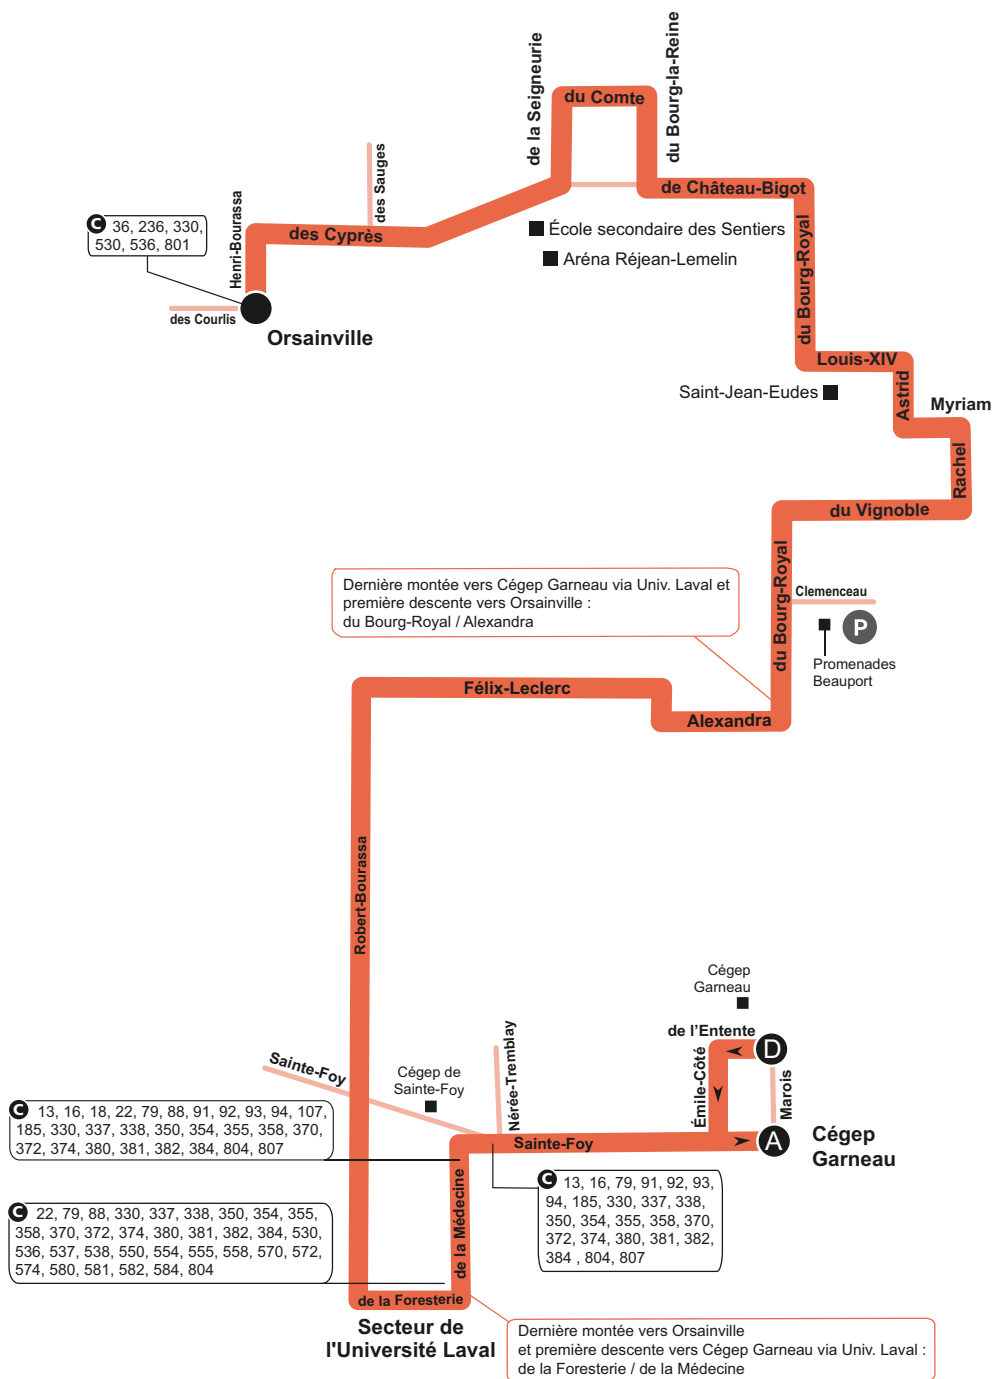 de la Seigneurie
du Comte
du Bourg-la-Reine
des Sauges
de Château-Bigot
Henri-Bourassa
C 36, 236, 330,
530, 536, 801
des Cyprès
École secondaire des Sentiers
Aréna Réjean-Lemelin
du Bourg-Royal
des Courlis
Orsainville
Louis-XIV
Saint-Jean-Eudes
Astrid
Myriam
Rachel
du Vignoble
du Bourg-Royal
Dernière montée vers Cégep Garneau via Univ. Laval et
première descente vers Orsainville :
du Bourg-Royal / Alexandra
Clemenceau
P
Promenades
Beauport
Félix-Leclerc
Alexandra
Robert-Bourassa
Cégep
Garneau
de l'Entente
D
Émile-Côté
Marois
A
Cégep
Garneau
Nérée-Tremblay
Sainte-Foy
Cégep de
Sainte-Foy
Sainte-Foy
C 13, 16, 18, 22, 79, 88, 91, 92, 93, 94, 107,
185, 330, 337, 338, 350, 354, 355, 358, 370,
372, 374, 380, 381, 382, 384, 804, 807
C 13, 16, 79, 91, 92, 93,
94, 185, 330, 337, 338,
350, 354, 355, 358, 370,
372, 374, 380, 381, 382,
384 , 804, 807
de la Médecine
C 22, 79, 88, 330, 337, 338, 350, 354, 355,
358, 370, 372, 374, 380, 381, 382, 384, 530,
536, 537, 538, 550, 554, 555, 558, 570, 572,
574, 580, 581, 582, 584, 804
de la Foresterie
Secteur de
l'Université Laval
Dernière montée vers Orsainville
et première descente vers Cégep Garneau via Univ. Laval :
de la Foresterie / de la Médecine